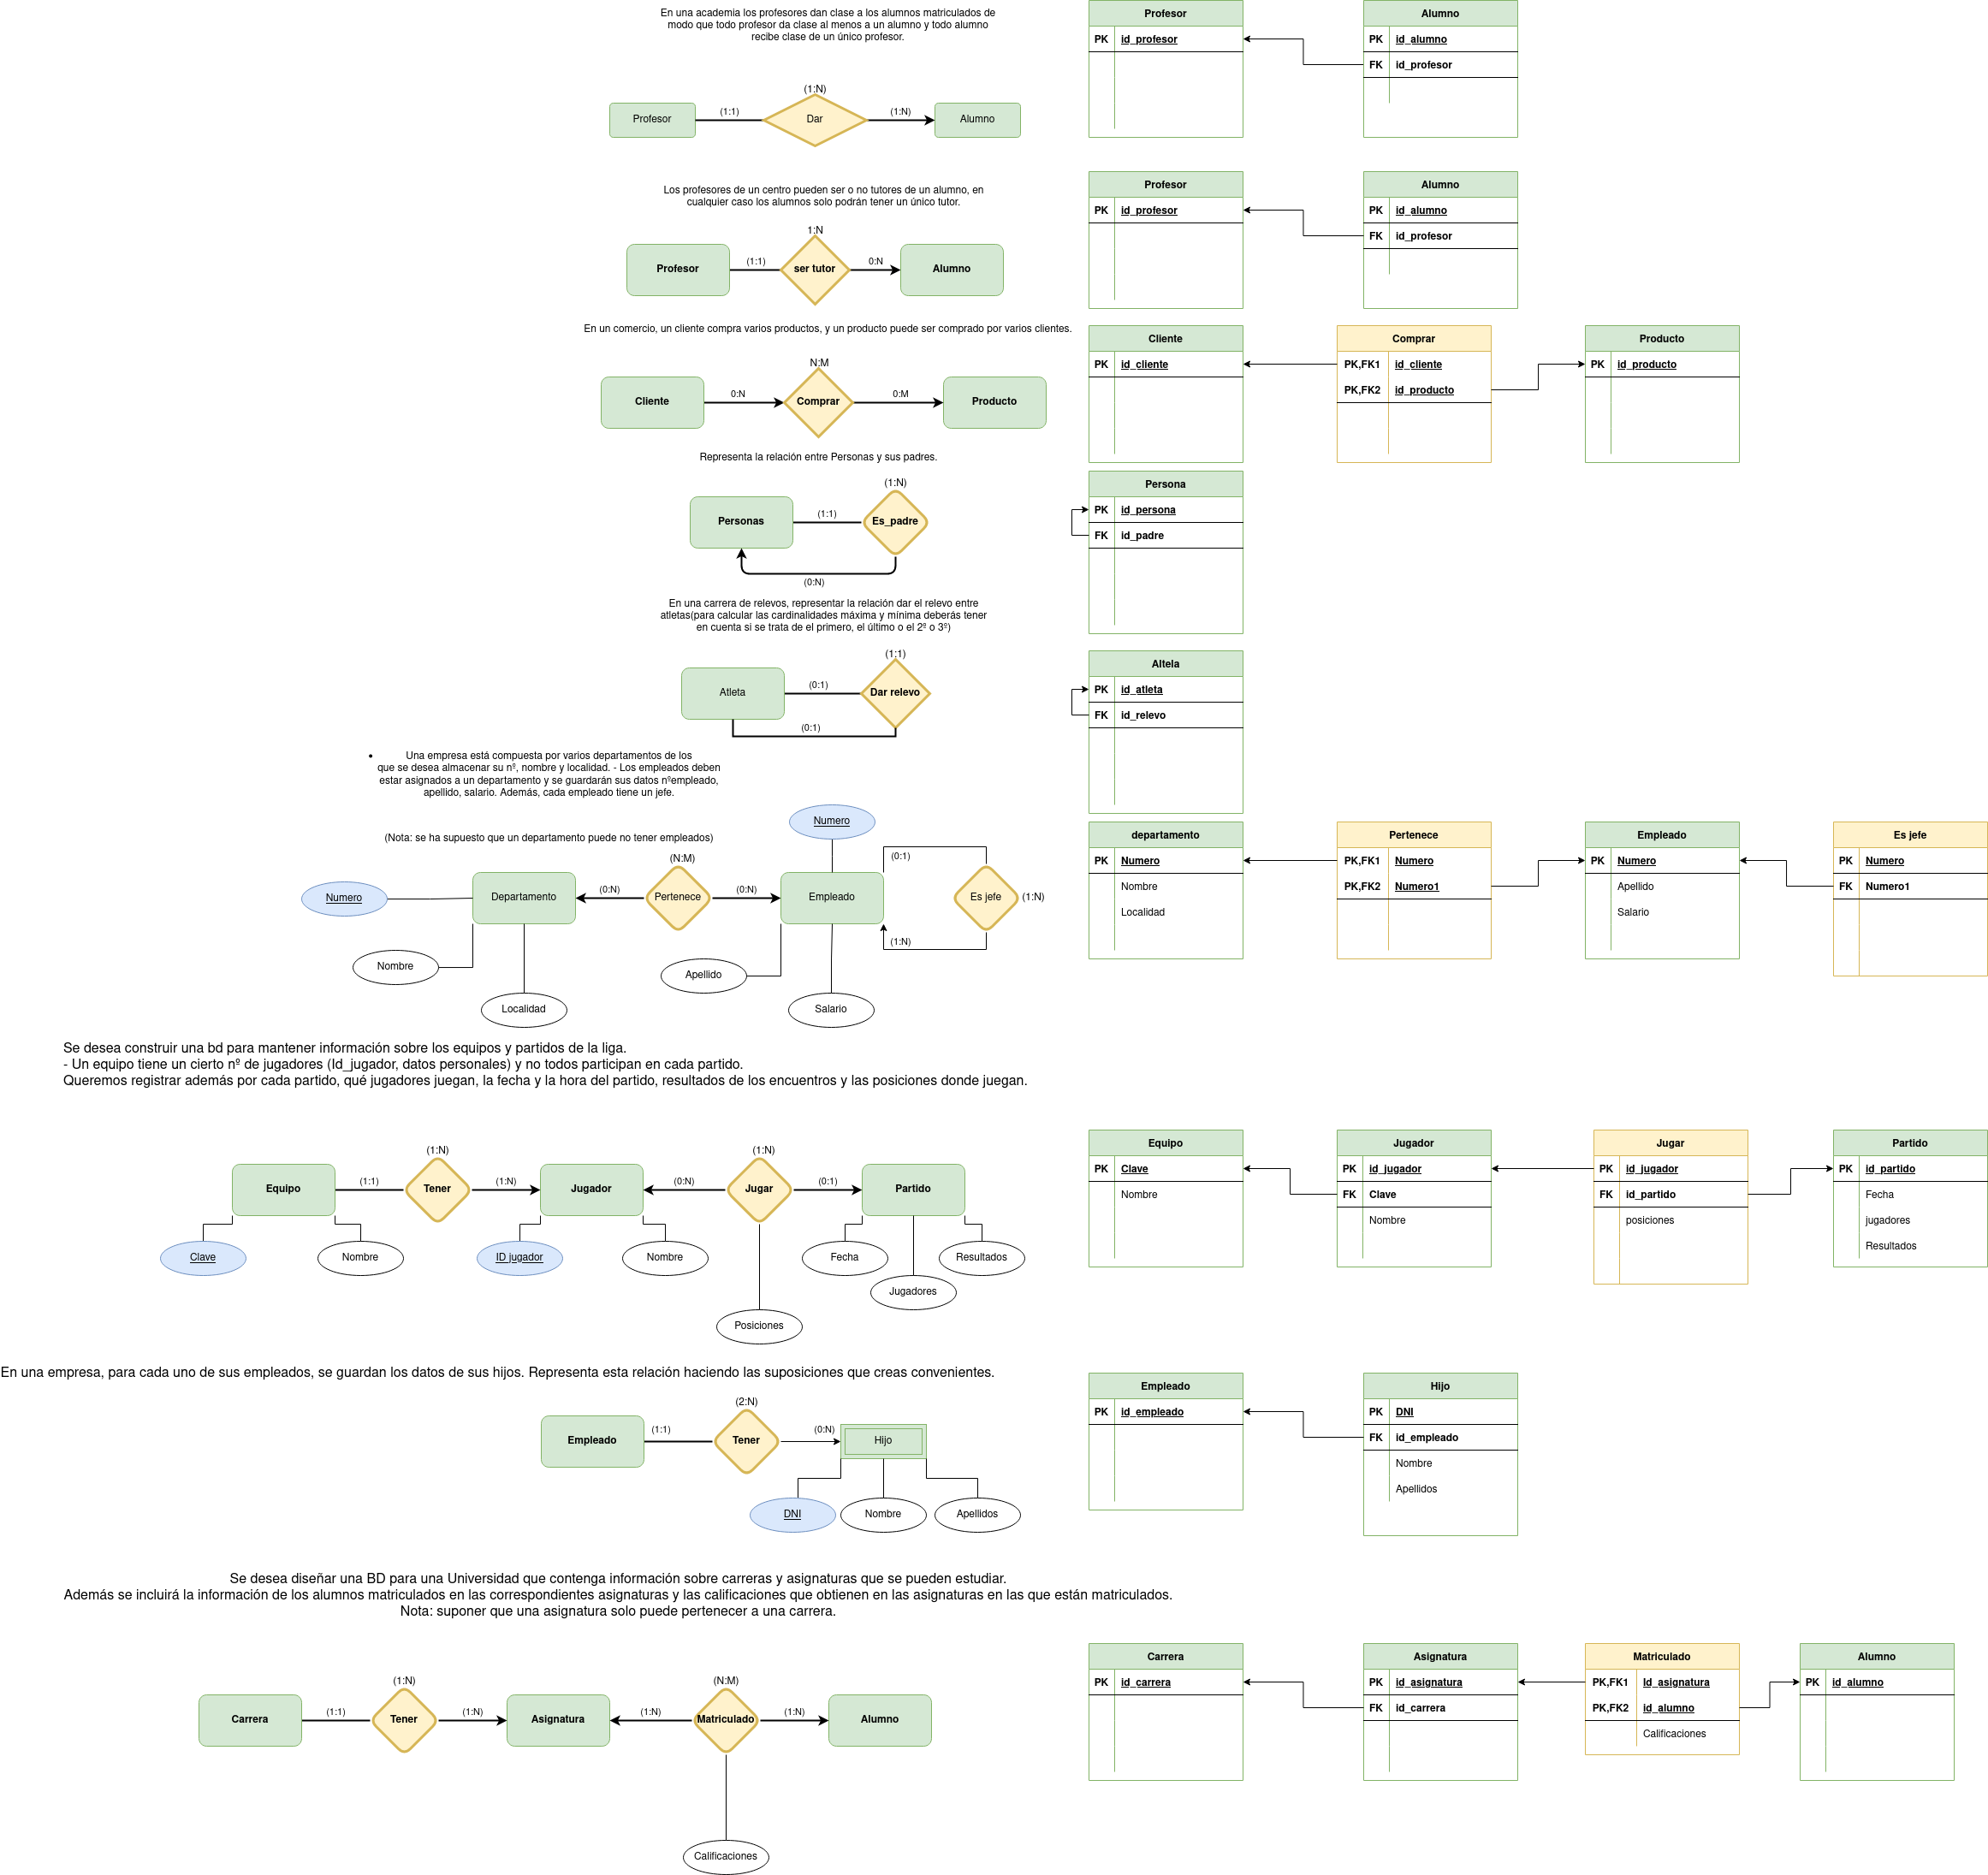 En una academia los profesores dan clase a los alumnos matriculados de
modo que todo profesor da clase al menos a un alumno y todo alumno
recibe clase de un único profesor.
(1:N)
Profesor
(1:1)
Dar
(1:N)
Alumno
Profesor
PK id_profesor
Alumno
PK id_alumno
FK id_profesor
Los profesores de un centro pueden ser o no tutores de un alumno, en
cualquier caso los alumnos solo podrán tener un único tutor.
1:N
Profesor
(1:1)
ser tutor
0:N
Alumno
Profesor
PK id_profesor
Alumno
PK id_alumno
FK id_profesor
En un comercio, un cliente compra varios productos, y un producto puede ser comprado por varios clientes.
N:M
Cliente
0:N
Comprar
0:M
Producto
Cliente
PK id_cliente
Comprar
PK,FK1 id_cliente
PK,FK2 id_producto
Producto
PK id_producto
Representa la relación entre Personas y sus padres.
(1:N)
Personas
(1:1)
Es_padre
(0:N)
Persona
PK id_persona
FK id_padre
En una carrera de relevos, representar la relación dar el relevo entre
atletas(para calcular las cardinalidades máxima y mínima deberás tener
en cuenta si se trata de el primero, el último o el 2º o 3º)
(1:1)
Atleta
(0:1)
Dar relevo
(0:1)
Altela
PK id_atleta
FK id_relevo
• Una empresa está compuesta por varios departamentos de los
que se desea almacenar su nº, nombre y localidad. - Los empleados deben
estar asignados a un departamento y se guardarán sus datos nºempleado,
apellido, salario. Además, cada empleado tiene un jefe.
(Nota: se ha supuesto que un departamento puede no tener empleados)
Numero
(N:M)
(0:1)
Numero
Departamento
(0:N)
Pertenece
(0:N)
Empleado
Es jefe
(1:N)
(1:N)
Nombre
Apellido
Localidad
Salario
departamento
PK Numero
Nombre
Localidad
Pertenece
PK,FK1 Numero
PK,FK2 Numero1
Empleado
PK Numero
Apellido
Salario
Es jefe
PK Numero
FK Numero1
Se desea construir una bd para mantener información sobre los equipos y partidos de la liga.
- Un equipo tiene un cierto nº de jugadores (Id_jugador, datos personales) y no todos participan en cada partido.
Queremos registrar además por cada partido, qué jugadores juegan, la fecha y la hora del partido, resultados de los encuentros y las posiciones donde juegan.
(1:N)
(1:N)
Equipo
(1:1)
Tener
(1:N)
Jugador
(0:N)
Jugar
(0:1)
Partido
Clave
Nombre
ID jugador
Nombre
Fecha
Resultados
Jugadores
Posiciones
Equipo
PK Clave
Nombre
Jugador
PK id_jugador
FK Clave
Nombre
Jugar
PK id_jugador
FK id_partido
posiciones
Partido
PK id_partido
Fecha
jugadores
Resultados
En una empresa, para cada uno de sus empleados, se guardan los datos de sus hijos. Representa esta relación haciendo las suposiciones que creas convenientes.
(2:N)
Empleado
(1:1)
Tener
(0:N)
Hijo
DNI
Nombre
Apellidos
Empleado
PK id_empleado
Hijo
PK DNI
FK id_empleado
Nombre
Apellidos
Se desea diseñar una BD para una Universidad que contenga información sobre carreras y asignaturas que se pueden estudiar.
Además se incluirá la información de los alumnos matriculados en las correspondientes asignaturas y las calificaciones que obtienen en las asignaturas en las que están matriculados.
Nota: suponer que una asignatura solo puede pertenecer a una carrera.
(1:N)
(N:M)
Carrera
(1:1)
Tener
(1:N)
Asignatura
(1:N)
Matriculado
(1:N)
Alumno
Calificaciones
Carrera
PK id_carrera
Asignatura
PK id_asignatura
FK id_carrera
Matriculado
PK,FK1 Id_asignatura
PK,FK2 id_alumno
Calificaciones
Alumno
PK id_alumno